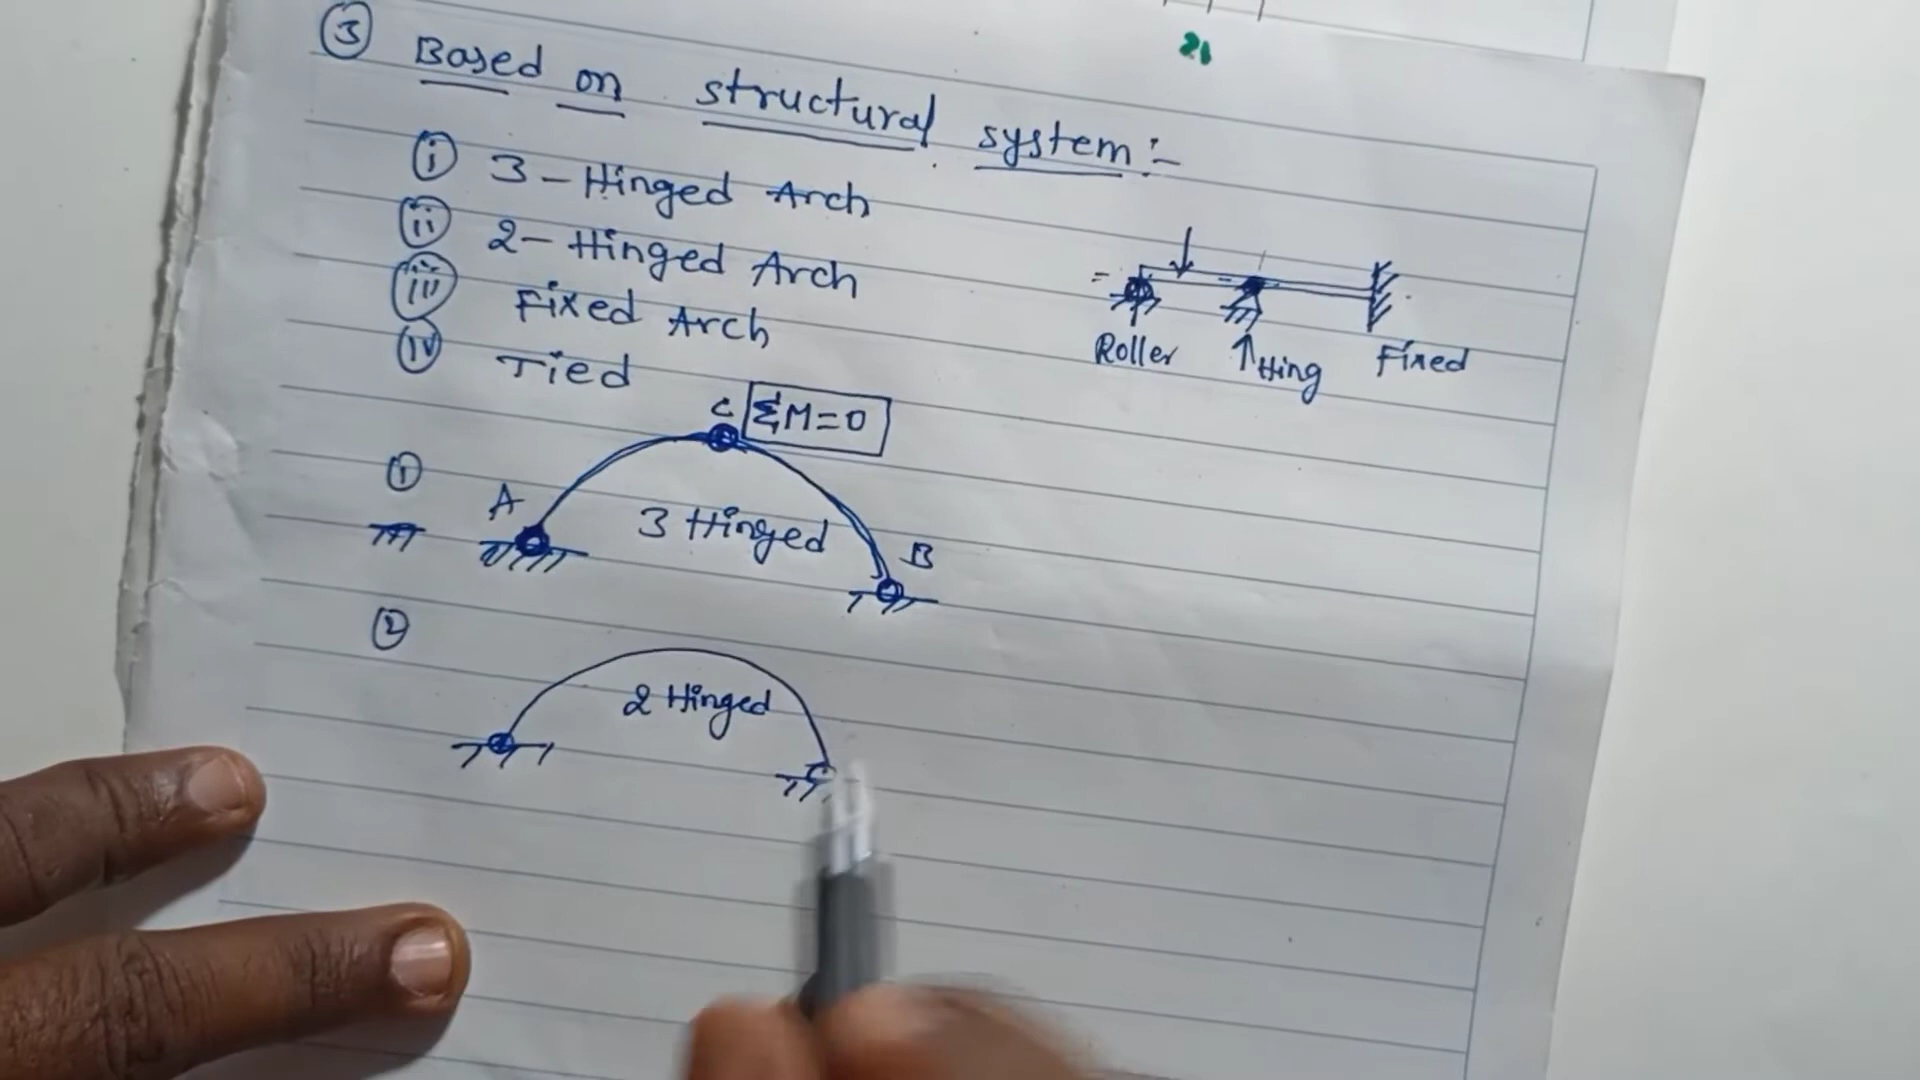 21
③ Based on structural system :-
ⓘ 3 - Hinged Arch
ⓘⓘ 2 - Hinged Arch
ⓘⓘⓘ Fixed Arch
ⓘⓥ Tied
Roller Hing Fixed
C ΣM=0
①
A
3 Hinged
B
②
2 Hinged